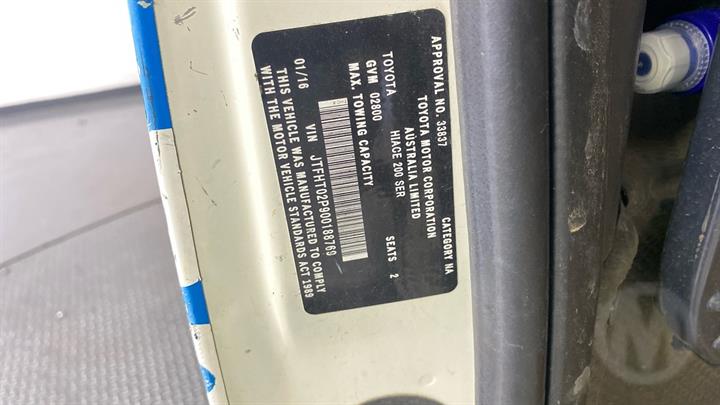 APPROVAL NO. 33837 CATEGORY NA
TOYOTA MOTOR CORPORATION
AUSTRALIA LIMITED
HIACE 200 SER
TOYOTA
GVM 02800 SEATS 2
MAX. TOWING CAPACITY
VIN JTFHT02P900188769
01/16
THIS VEHICLE WAS MANUFACTURED TO COMPLY
WITH THE MOTOR VEHICLE STANDARDS ACT 1989
M